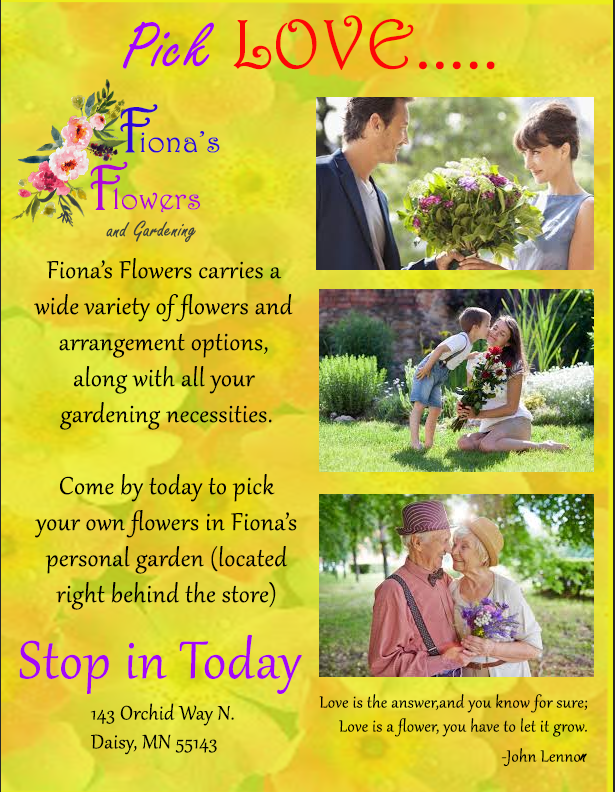 Pick LOVE.....
Fiona's
Flowers
and Gardening
Fiona's Flowers carries a
wide variety of flowers and
arrangement options,
along with all your
gardening necessities.
Come by today to pick
your own flowers in Fiona's
personal garden (located
right behind the store)
Stop in Today
143 Orchid Way N.
Daisy, MN 55143
Love is the answer,and you know for sure;
Love is a flower, you have to let it grow.
-John Lennon